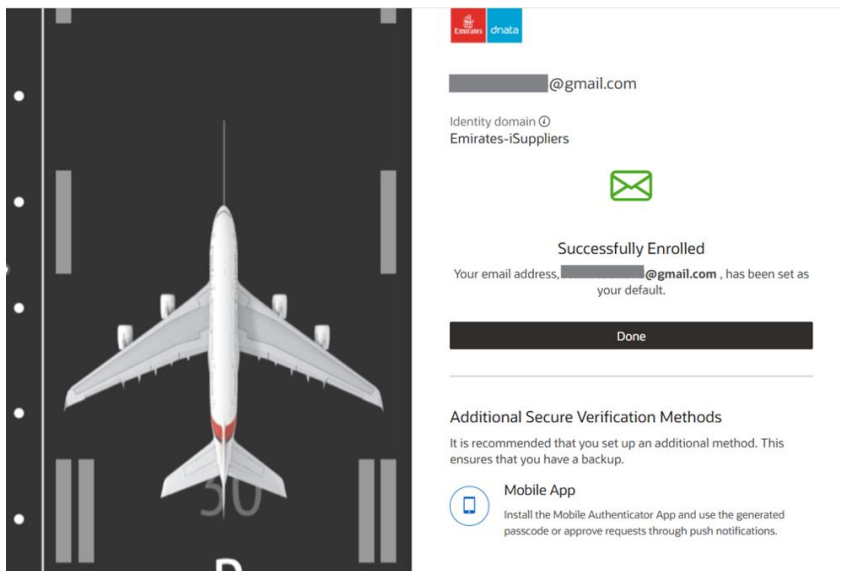 Emirates dnata
@gmail.com
Identity domain
Emirates-iSuppliers
Successfully Enrolled
Your email address, @gmail.com , has been set as
your default.
Done
Additional Secure Verification Methods
It is recommended that you set up an additional method. This
ensures that you have a backup.
Mobile App
Install the Mobile Authenticator App and use the generated
passcode or approve requests through push notifications.
30